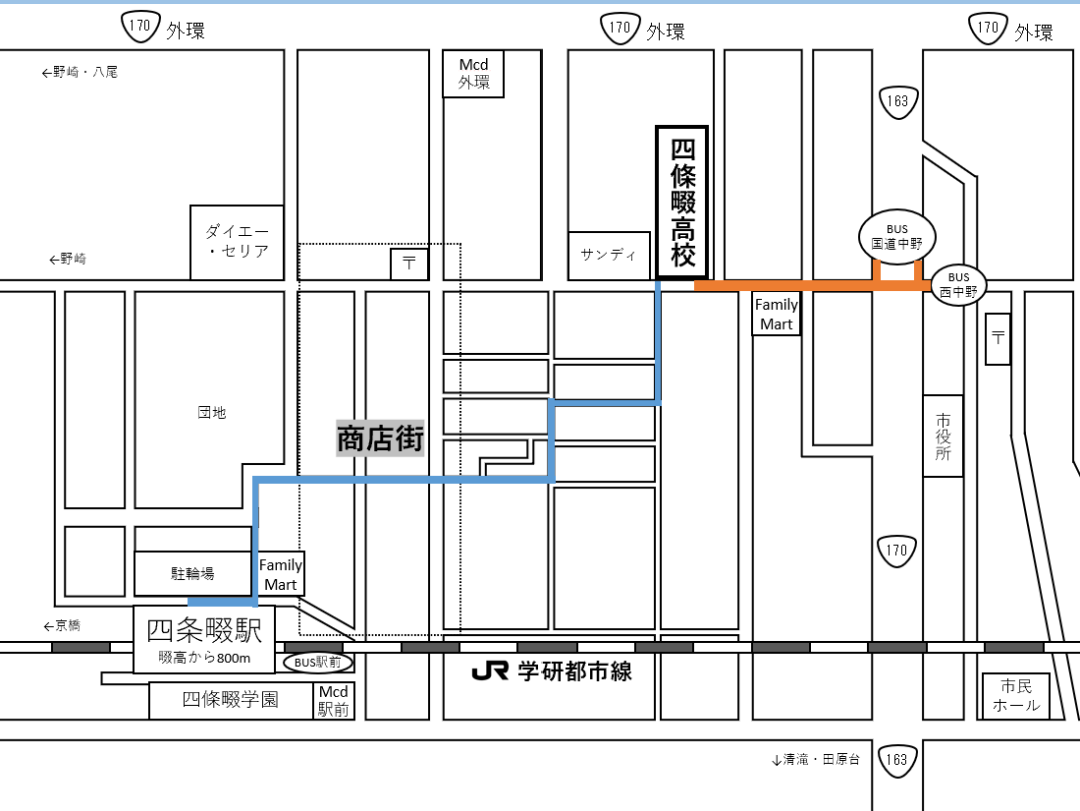 170 外環
170 外環
170 外環
←野崎・八尾
Mcd
外環
163
四條畷高校
ダイエー
・セリア
BUS
国道中野
サンディ
←野崎
〒
BUS
西中野
Family
Mart
〒
団地
商店街
市役所
170
駐輪場
Family
Mart
←京橋
四条畷駅
畷高から800m
BUS駅前
JR 学研都市線
四條畷学園
Mcd
駅前
市民
ホール
↓清滝・田原台
163